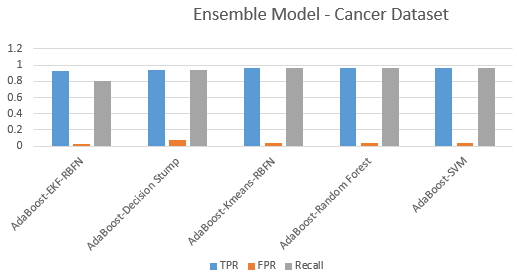 Ensemble Model - Cancer Dataset
1.2
1
0.8
0.6
0.4
0.2
0
AdaBoost-EKF-RBFN
AdaBoost-Decision Stump
AdaBoost-Kmeans-RBFN
AdaBoost-Random Forest
AdaBoost-SVM
TPR FPR Recall